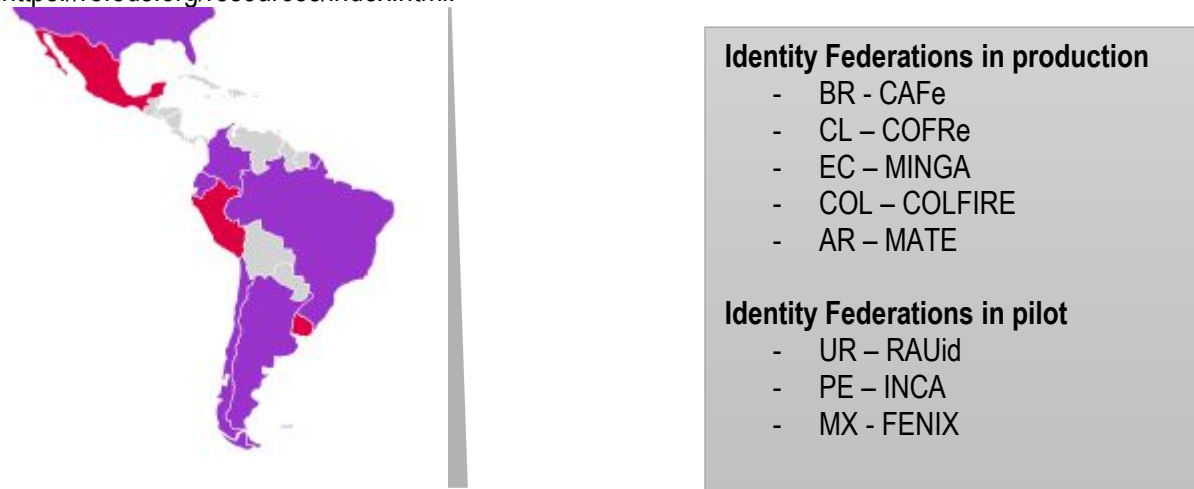 Identity Federations in production
- BR - CAFe
- CL – COFRe
- EC – MINGA
- COL – COLFIRE
- AR – MATE
Identity Federations in pilot
- UR – RAUid
- PE – INCA
- MX - FENIX